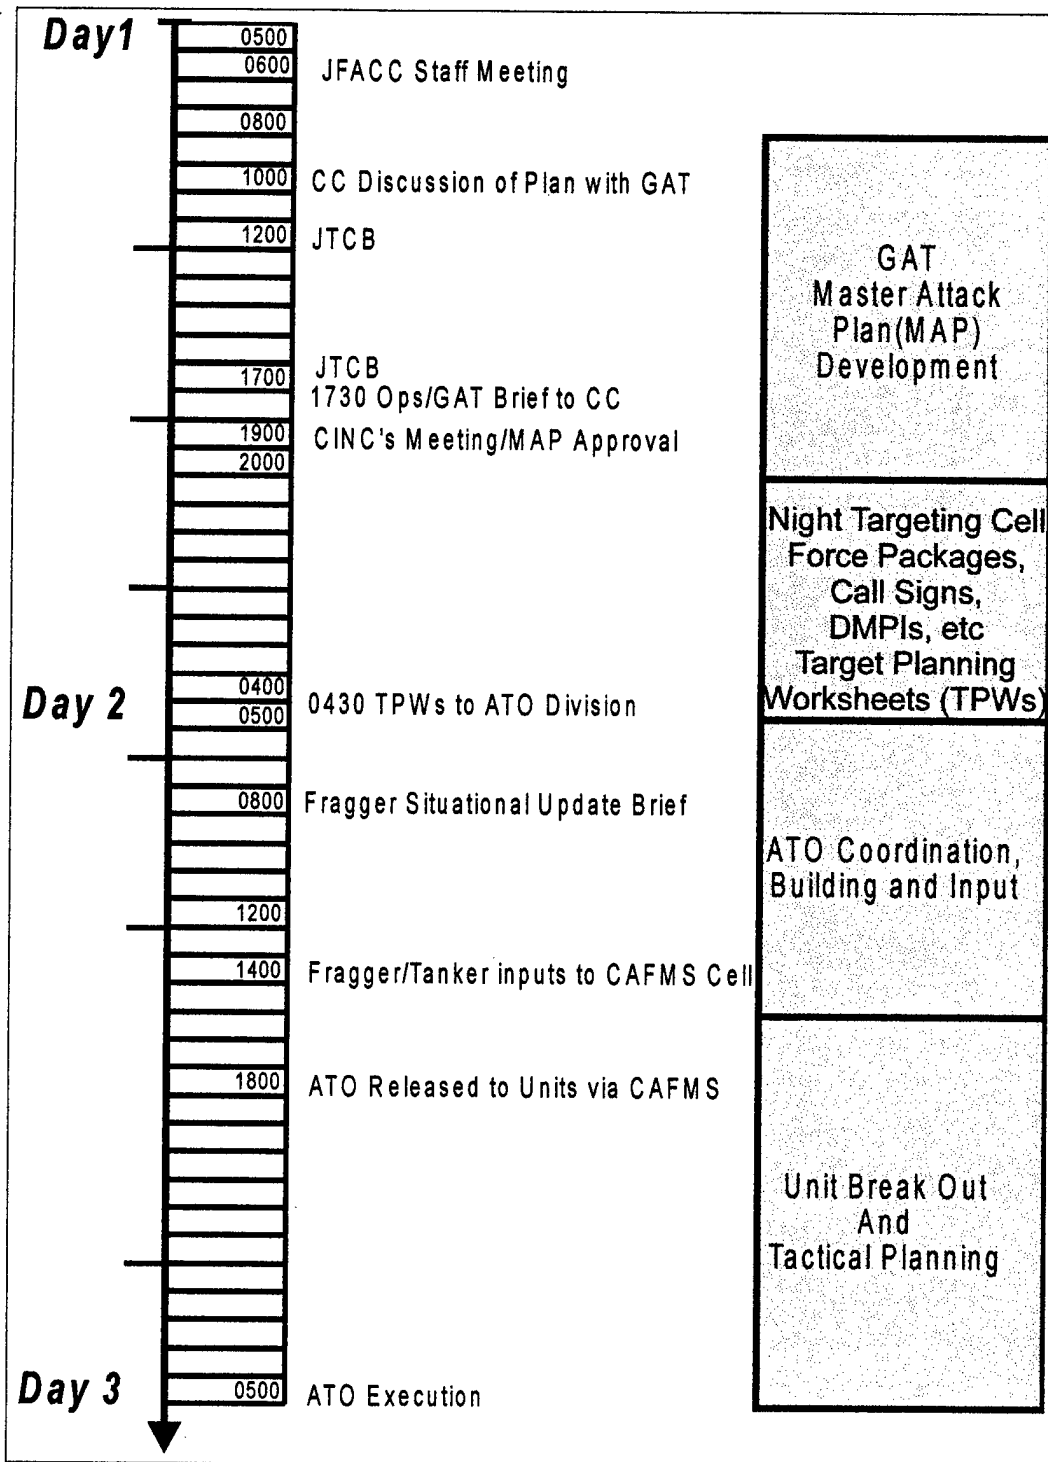 Day1
0500
0600 JFACC Staff Meeting
0800
1000 CC Discussion of Plan with GAT
1200 JTCB
JTCB
1700
1730 Ops/GAT Brief to CC
1900 CINC's Meeting/MAP Approval
2000
0400
Day 2
0430 TPWs to ATO Division
0500
0800 Fragger Situational Update Brief
1200
1400 Fragger/Tanker inputs to CAFMS Cell
1800 ATO Released to Units via CAFMS
Day 3
0500 ATO Execution
GAT
Master Attack
Plan(MAP)
Development
Night Targeting Cell
Force Packages,
Call Signs,
DMPIs, etc
Target Planning
Worksheets (TPWs)
ATO Coordination,
Building and Input
Unit Break Out
And
Tactical Planning